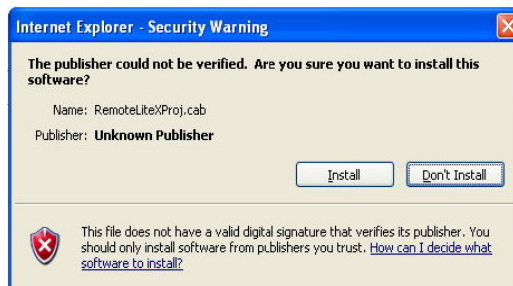 Internet Explorer - Security Warning
The publisher could not be verified. Are you sure you want to install this
software?
Name: RemoteLiteXProj.cab
Publisher: Unknown Publisher
Install
Don't Install
This file does not have a valid digital signature that verifies its publisher. You
should only install software from publishers you trust. How can I decide what
software to install?